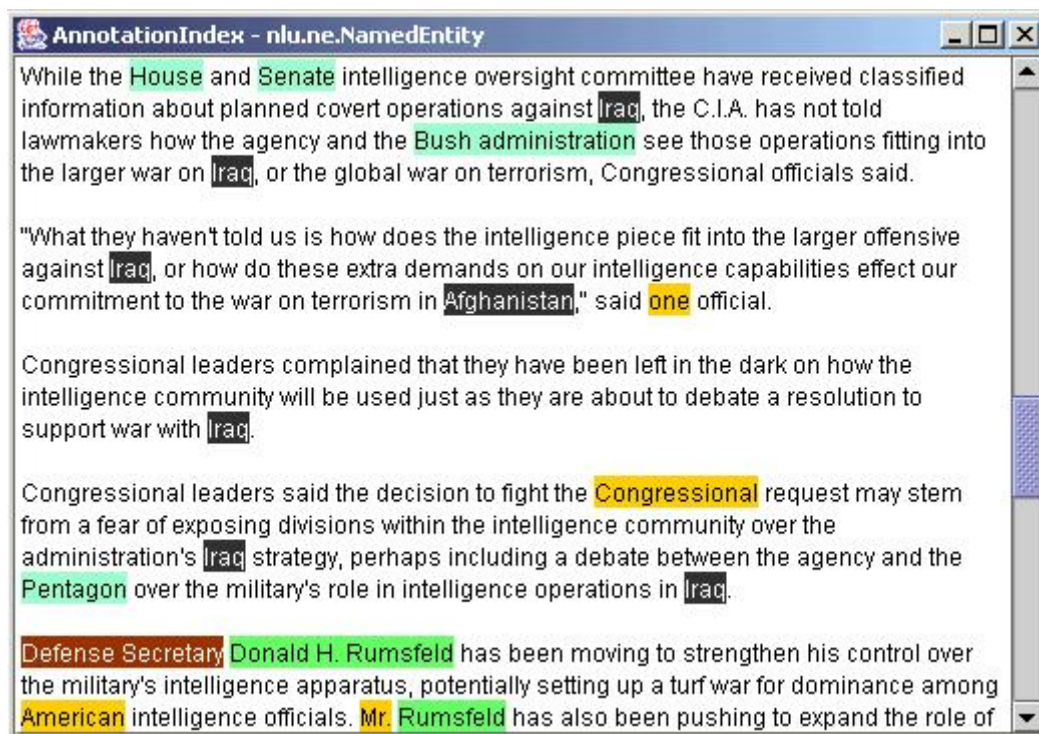 AnnotationIndex - nlu.ne.NamedEntity
While the House and Senate intelligence oversight committee have received classified
information about planned covert operations against Iraq, the C.I.A. has not told
lawmakers how the agency and the Bush administration see those operations fitting into
the larger war on Iraq, or the global war on terrorism, Congressional officials said.
"What they haven't told us is how does the intelligence piece fit into the larger offensive
against Iraq, or how do these extra demands on our intelligence capabilities effect our
commitment to the war on terrorism in Afghanistan," said one official.
Congressional leaders complained that they have been left in the dark on how the
intelligence community will be used just as they are about to debate a resolution to
support war with Iraq.
Congressional leaders said the decision to fight the Congressional request may stem
from a fear of exposing divisions within the intelligence community over the
administration's Iraq strategy, perhaps including a debate between the agency and the
Pentagon over the military's role in intelligence operations in Iraq.
Defense Secretary Donald H. Rumsfeld has been moving to strengthen his control over
the military's intelligence apparatus, potentially setting up a turf war for dominance among
American intelligence officials. Mr. Rumsfeld has also been pushing to expand the role of